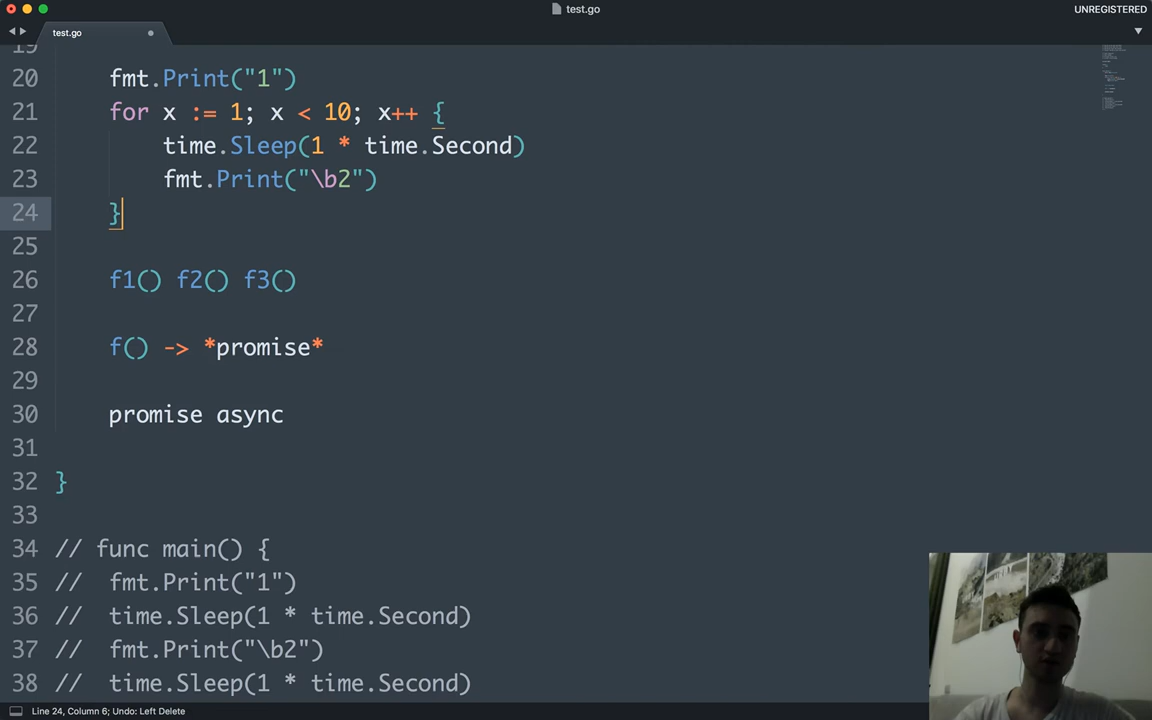 test.go
UNREGISTERED
test.go
19
20 fmt.Print("1")
21 for x := 1; x < 10; x++ {
22 time.Sleep(1 * time.Second)
23 fmt.Print("\b2")
24 }
25
26 f1() f2() f3()
27
28 f() -> *promise*
29
30 promise async
31
32 }
33
34 // func main() {
35 //  fmt.Print("1")
36 //  time.Sleep(1 * time.Second)
37 //  fmt.Print("\b2")
38 //  time.Sleep(1 * time.Second)
Line 24, Column 6; Undo: Left Delete